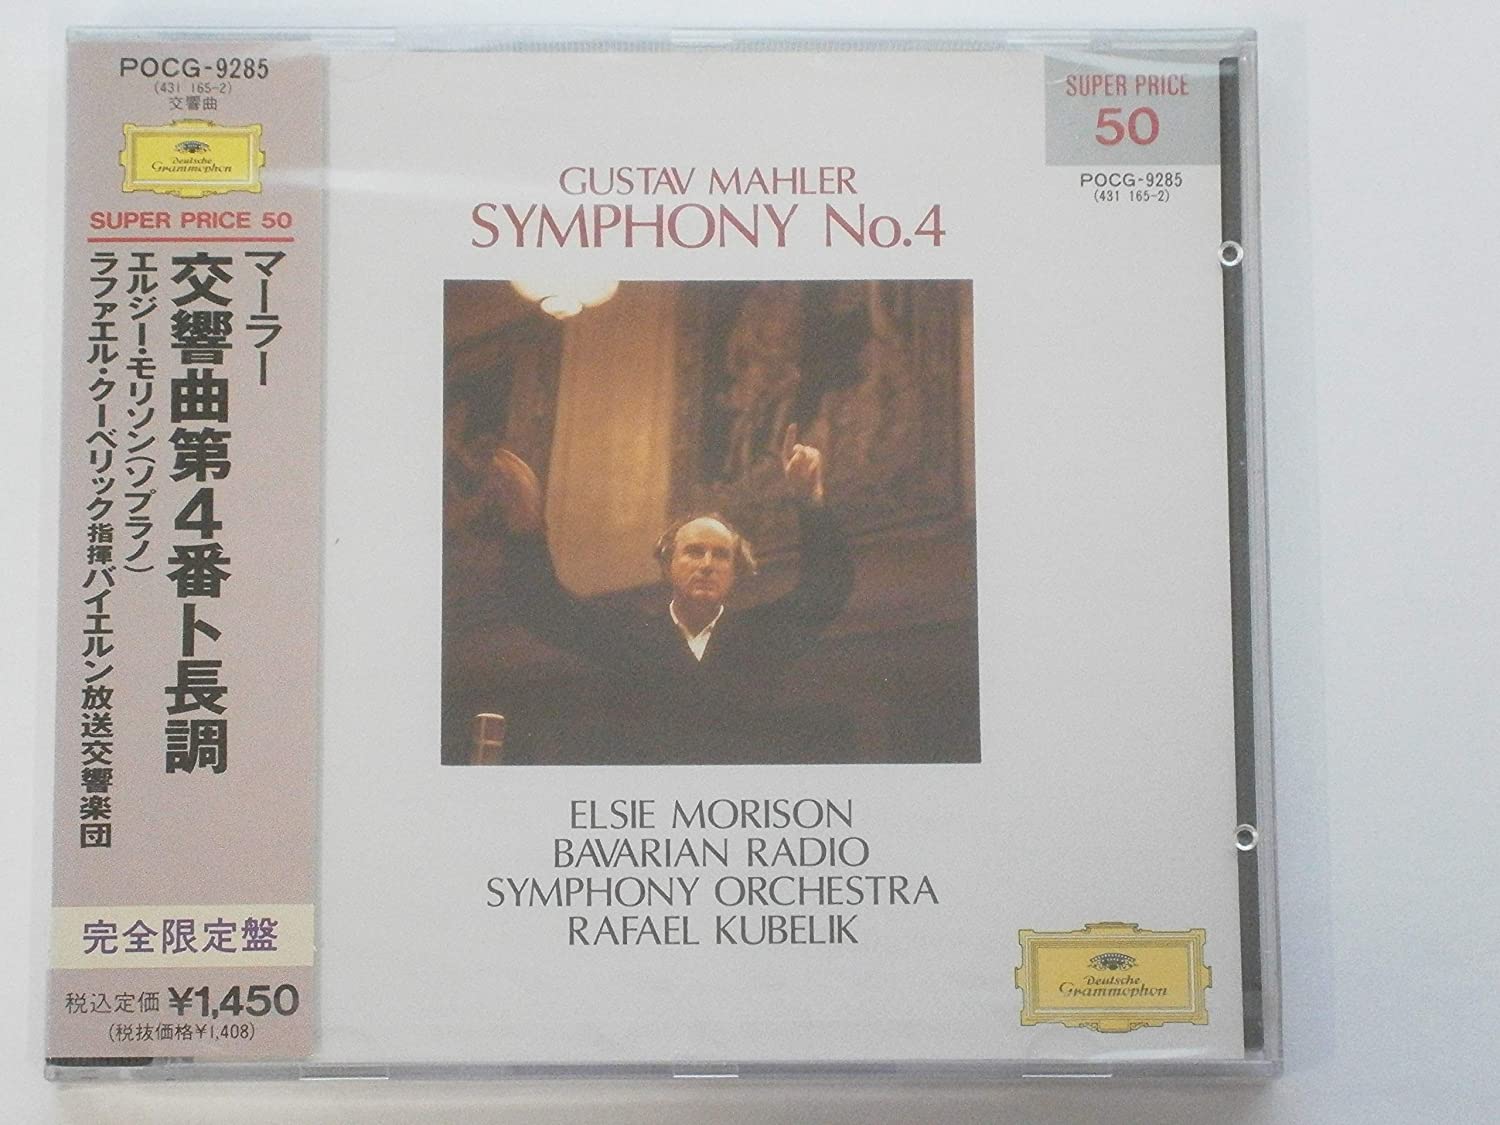 POCG-9285
(431 165-2)
交響曲
Deutsche
Grammophon
SUPER PRICE 50
マーラー
交響曲第4番ト長調
エルジー・モリソン(ソプラノ)
ラファエル・クーベリック指揮バイエルン放送交響楽団
完全限定盤
税込定価 ¥1,450
(税抜価格¥1,408)
SUPER PRICE
50
POCG-9285
(431 165-2)
GUSTAV MAHLER
SYMPHONY No.4
ELSIE MORISON
BAVARIAN RADIO
SYMPHONY ORCHESTRA
RAFAEL KUBELIK
Deutsche
Grammophon